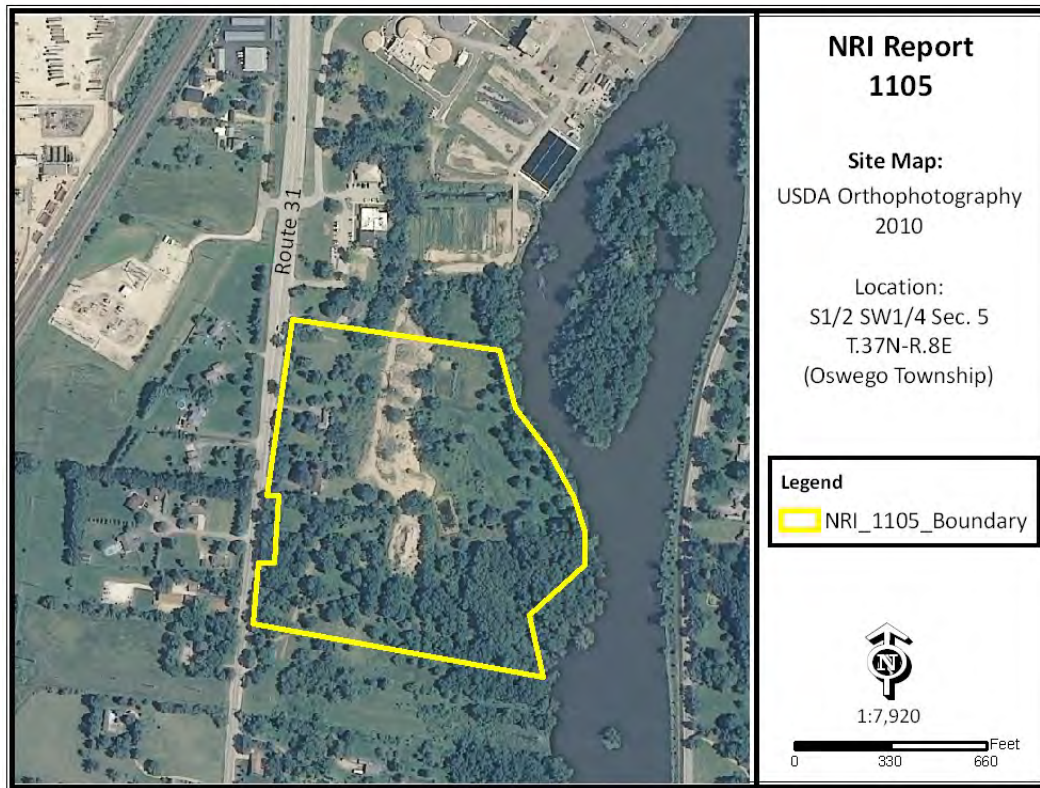 Route 31
NRI Report
1105
Site Map:
USDA Orthophotography
2010
Location:
S1/2 SW1/4 Sec. 5
T.37N-R.8E
(Oswego Township)
Legend
NRI_1105_Boundary
N
1:7,920
Feet
0 330 660